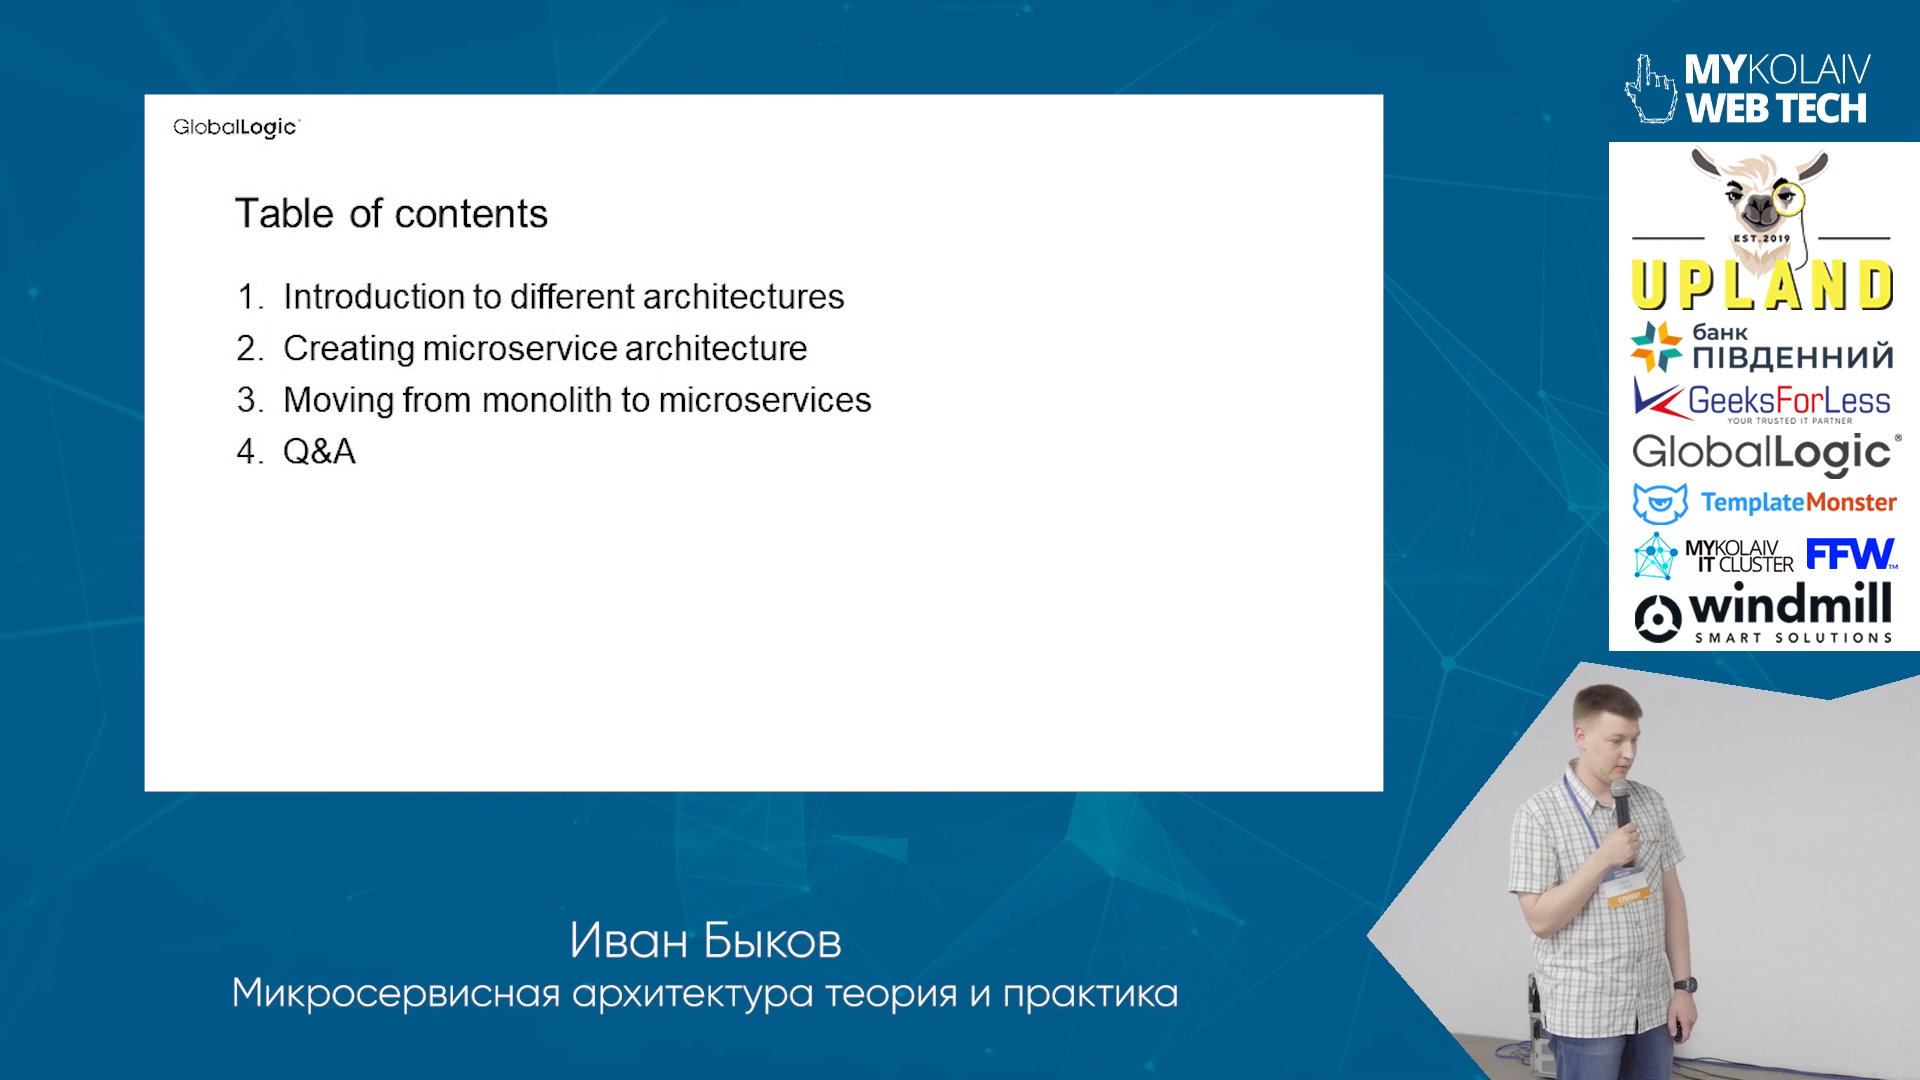 GlobalLogic
Table of contents
1. Introduction to different architectures
2. Creating microservice architecture
3. Moving from monolith to microservices
4. Q&A
Иван Быков
Микросервисная архитектура теория и практика
MYKOLAIV
WEB TECH
EST.2019
UPLAND
банк
ПІВДЕННИЙ
GeeksForLess
YOUR TRUSTED IT PARTNER
GlobalLogic®
TemplateMonster
MYKOLAIV
IT CLUSTER
FFW™
windmill
SMART SOLUTIONS